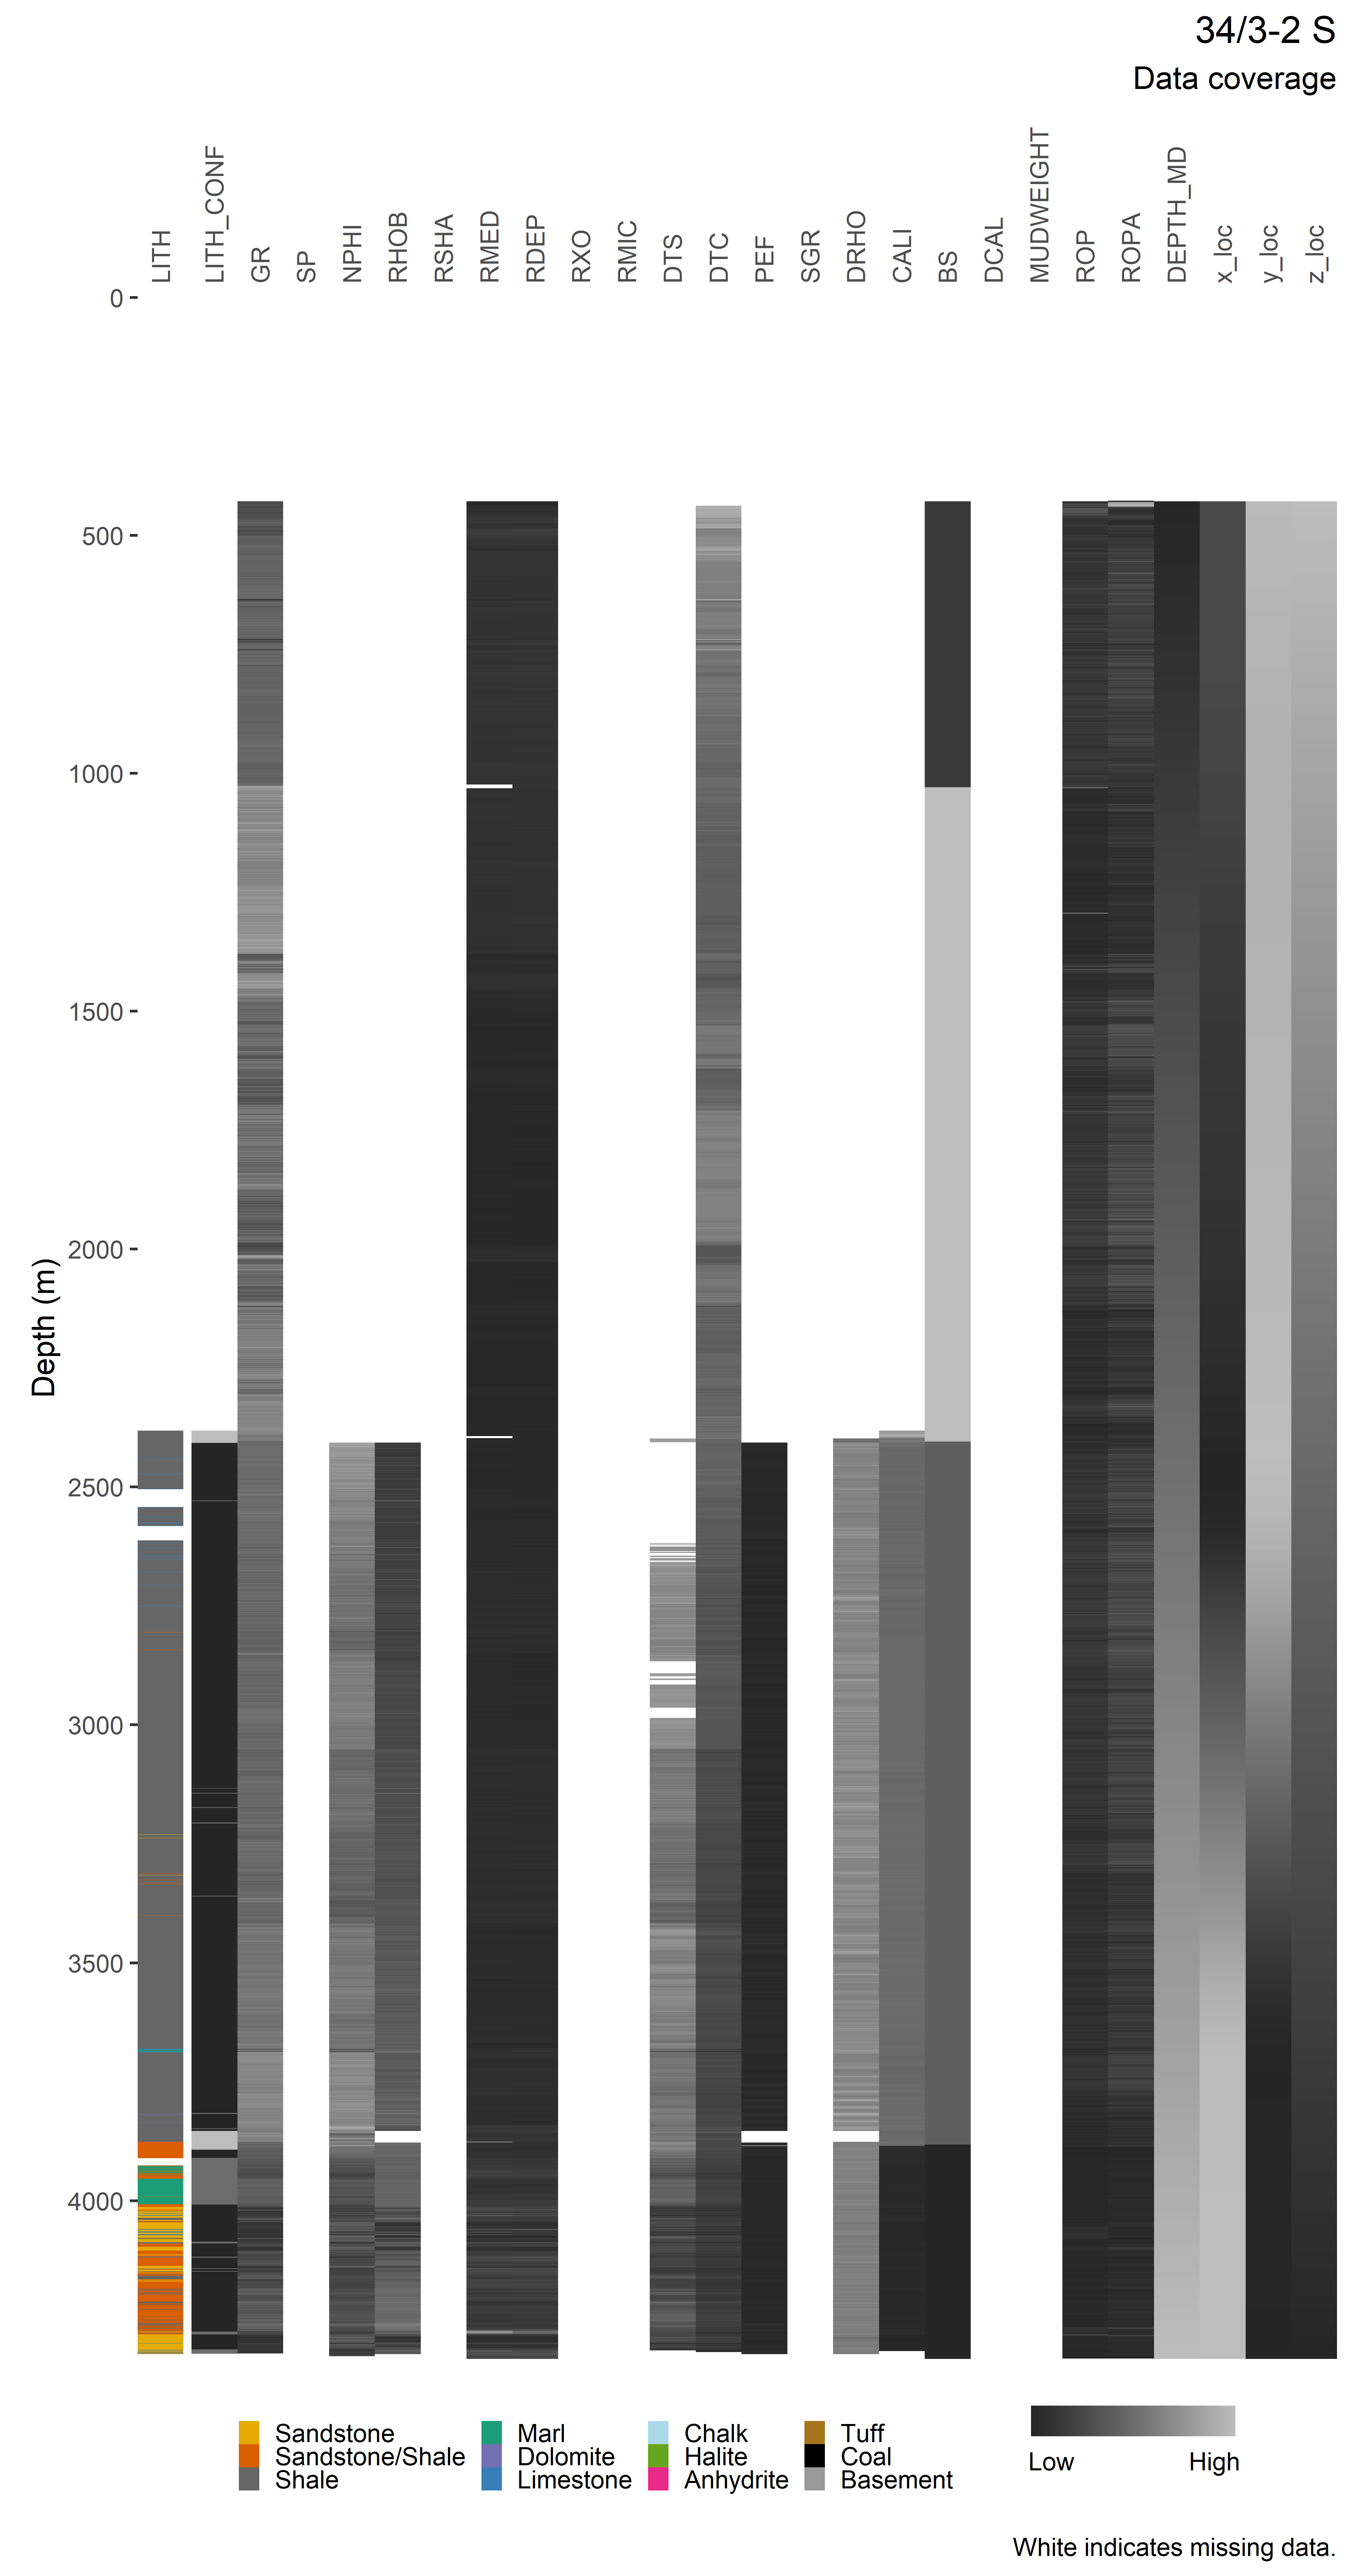 34/3-2 S
Data coverage
LITH
LITH_CONF
GR
SP
NPHI
RHOB
RSHA
RMED
RDEP
RXO
RMIC
DTS
DTC
PEF
SGR
DRHO
CALI
BS
DCAL
MUDWEIGHT
ROP
ROPA
DEPTH_MD
x_loc
y_loc
z_loc
0
500
1000
1500
2000
2500
3000
3500
4000
Depth (m)
Sandstone
Sandstone/Shale
Shale
Marl
Dolomite
Limestone
Chalk
Halite
Anhydrite
Tuff
Coal
Basement
Low
High
White indicates missing data.